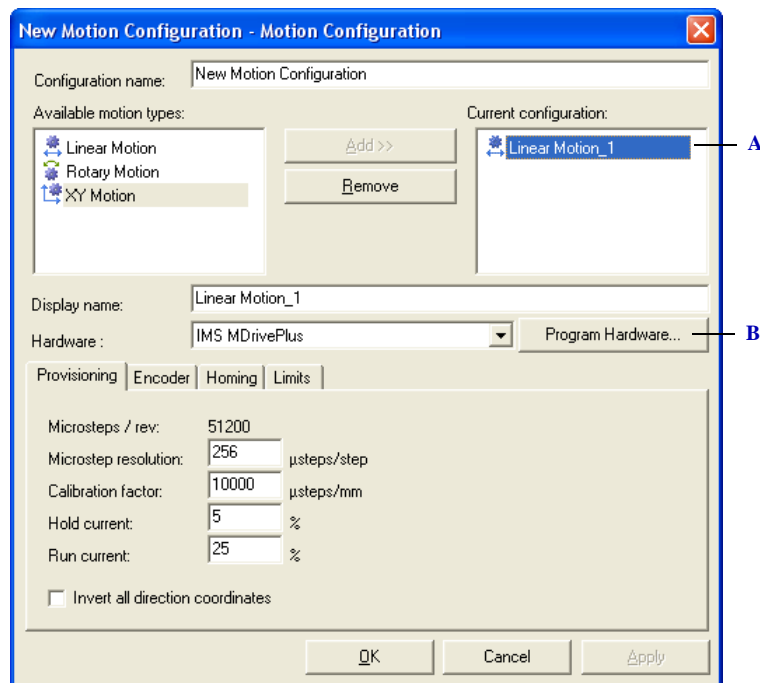 New Motion Configuration - Motion Configuration
Configuration name: New Motion Configuration
Available motion types: Current configuration:
Linear Motion Add >> Linear Motion_1 A
Rotary Motion
XY Motion Remove
Display name: Linear Motion_1
Hardware : IMS MDrivePlus Program Hardware... B
Provisioning Encoder Homing Limits
Microsteps / rev: 51200
Microstep resolution: 256 µsteps/step
Calibration factor: 10000 µsteps/mm
Hold current: 5 %
Run current: 25 %
Invert all direction coordinates
OK Cancel Apply